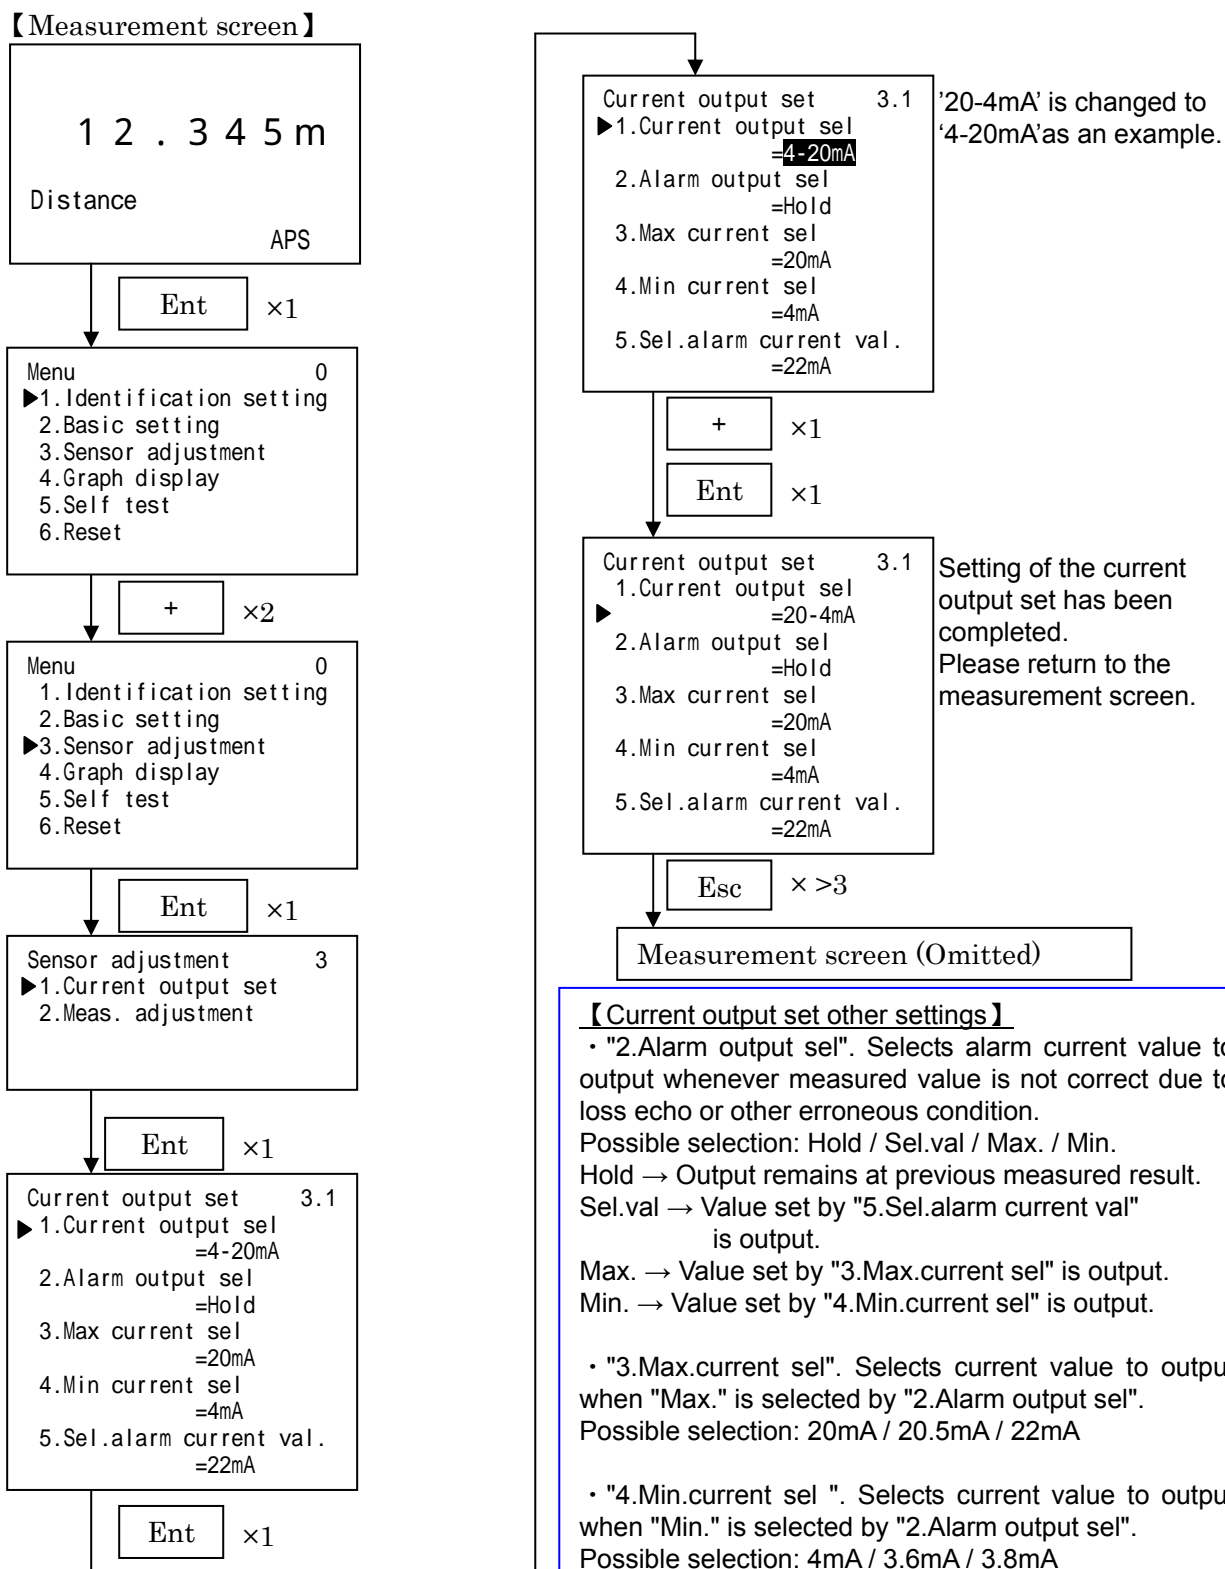 【Measurement screen】
12.345m
Distance
APS
Ent ×1
Menu 0
▶1.Identification setting
2.Basic setting
3.Sensor adjustment
4.Graph display
5.Self test
6.Reset
+ ×2
Menu 0
1.Identification setting
2.Basic setting
▶3.Sensor adjustment
4.Graph display
5.Self test
6.Reset
Ent ×1
Sensor adjustment 3
▶1.Current output set
2.Meas. adjustment
Ent ×1
Current output set 3.1
▶1.Current output sel
=4-20mA
2.Alarm output sel
=Hold
3.Max current sel
=20mA
4.Min current sel
=4mA
5.Sel.alarm current val.
=22mA
Ent ×1
Current output set 3.1
▶1.Current output sel
=4-20mA
2.Alarm output sel
=Hold
3.Max current sel
=20mA
4.Min current sel
=4mA
5.Sel.alarm current val.
=22mA
’20-4mA’ is changed to
‘4-20mA’as an example.
+ ×1
Ent ×1
Current output set 3.1
1.Current output sel
▶ =20-4mA
2.Alarm output sel
=Hold
3.Max current sel
=20mA
4.Min current sel
=4mA
5.Sel.alarm current val.
=22mA
Setting of the current
output set has been
completed.
Please return to the
measurement screen.
Esc × >3
Measurement screen (Omitted)
【Current output set other settings】
・"2.Alarm output sel". Selects alarm current value to
output whenever measured value is not correct due to
loss echo or other erroneous condition.
Possible selection: Hold / Sel.val / Max. / Min.
Hold → Output remains at previous measured result.
Sel.val → Value set by "5.Sel.alarm current val"
is output.
Max. → Value set by "3.Max.current sel" is output.
Min. → Value set by "4.Min.current sel" is output.
・"3.Max.current sel". Selects current value to outpu
when "Max." is selected by "2.Alarm output sel".
Possible selection: 20mA / 20.5mA / 22mA
・"4.Min.current sel ". Selects current value to outpu
when "Min." is selected by "2.Alarm output sel".
Possible selection: 4mA / 3.6mA / 3.8mA